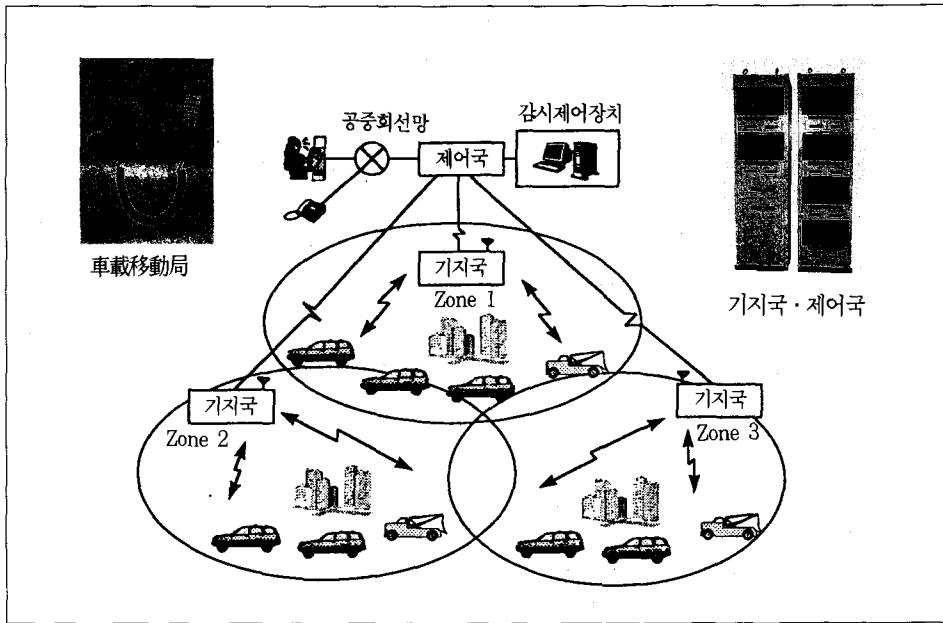 공중회선망
감시제어장치
제어국
車載移動局
기지국
Zone 1
기지국・제어국
기지국
Zone 2
기지국
Zone 3